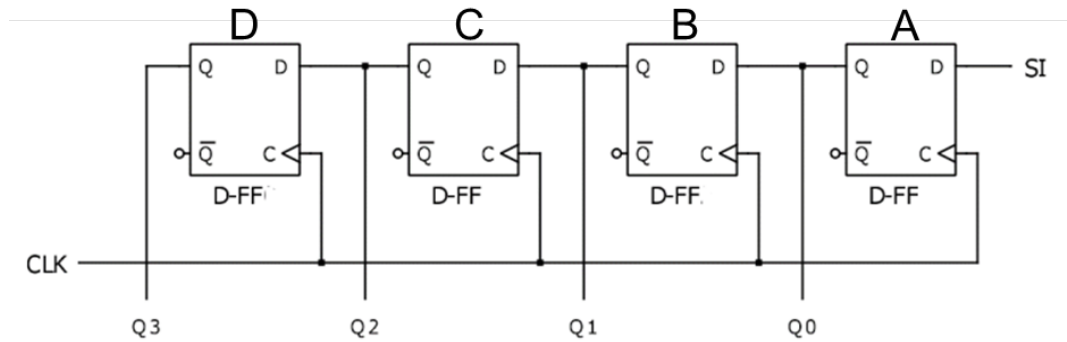 D C B A
Q D Q D Q D Q D SI
Q̅ C Q̅ C Q̅ C Q̅ C
D-FF D-FF D-FF D-FF
CLK
Q3 Q2 Q1 Q0